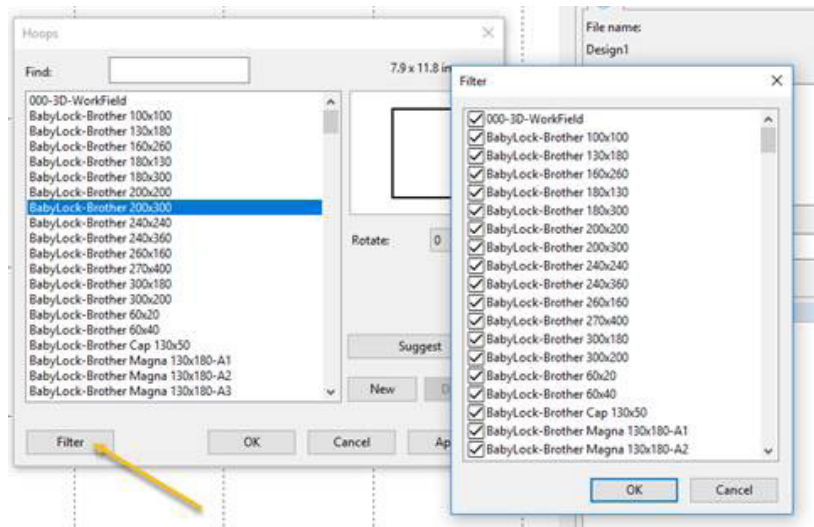 Hoops
Find:
7.9 x 11.8 in
000-3D-WorkField
BabyLock-Brother 100x100
BabyLock-Brother 130x180
BabyLock-Brother 160x260
BabyLock-Brother 180x130
BabyLock-Brother 180x300
BabyLock-Brother 200x200
BabyLock-Brother 200x300
BabyLock-Brother 240x240
BabyLock-Brother 240x360
BabyLock-Brother 260x160
BabyLock-Brother 270x400
BabyLock-Brother 300x180
BabyLock-Brother 300x200
BabyLock-Brother 60x20
BabyLock-Brother 60x40
BabyLock-Brother Cap 130x50
BabyLock-Brother Magna 130x180-A1
BabyLock-Brother Magna 130x180-A2
BabyLock-Brother Magna 130x180-A3
Rotate: 0
Suggest
New
Filter
OK
Cancel
Ap
File name:
Design1
Filter
000-3D-WorkField
BabyLock-Brother 100x100
BabyLock-Brother 130x180
BabyLock-Brother 160x260
BabyLock-Brother 180x130
BabyLock-Brother 180x300
BabyLock-Brother 200x200
BabyLock-Brother 200x300
BabyLock-Brother 240x240
BabyLock-Brother 240x360
BabyLock-Brother 260x160
BabyLock-Brother 270x400
BabyLock-Brother 300x180
BabyLock-Brother 300x200
BabyLock-Brother 60x20
BabyLock-Brother 60x40
BabyLock-Brother Cap 130x50
BabyLock-Brother Magna 130x180-A1
BabyLock-Brother Magna 130x180-A2
OK
Cancel